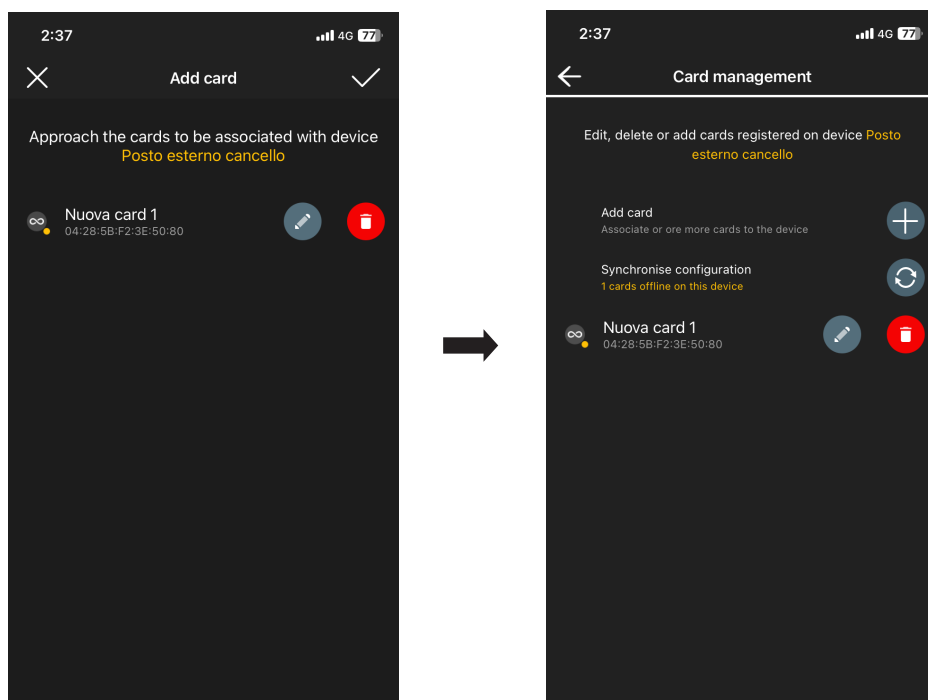 2:37
4G 77
Add card
Approach the cards to be associated with device
Posto esterno cancello
Nuova card 1
04:28:5B:F2:3E:50:80
2:37
4G 77
Card management
Edit, delete or add cards registered on device Posto
esterno cancello
Add card
Associate or ore more cards to the device
Synchronise configuration
1 cards offline on this device
Nuova card 1
04:28:5B:F2:3E:50:80